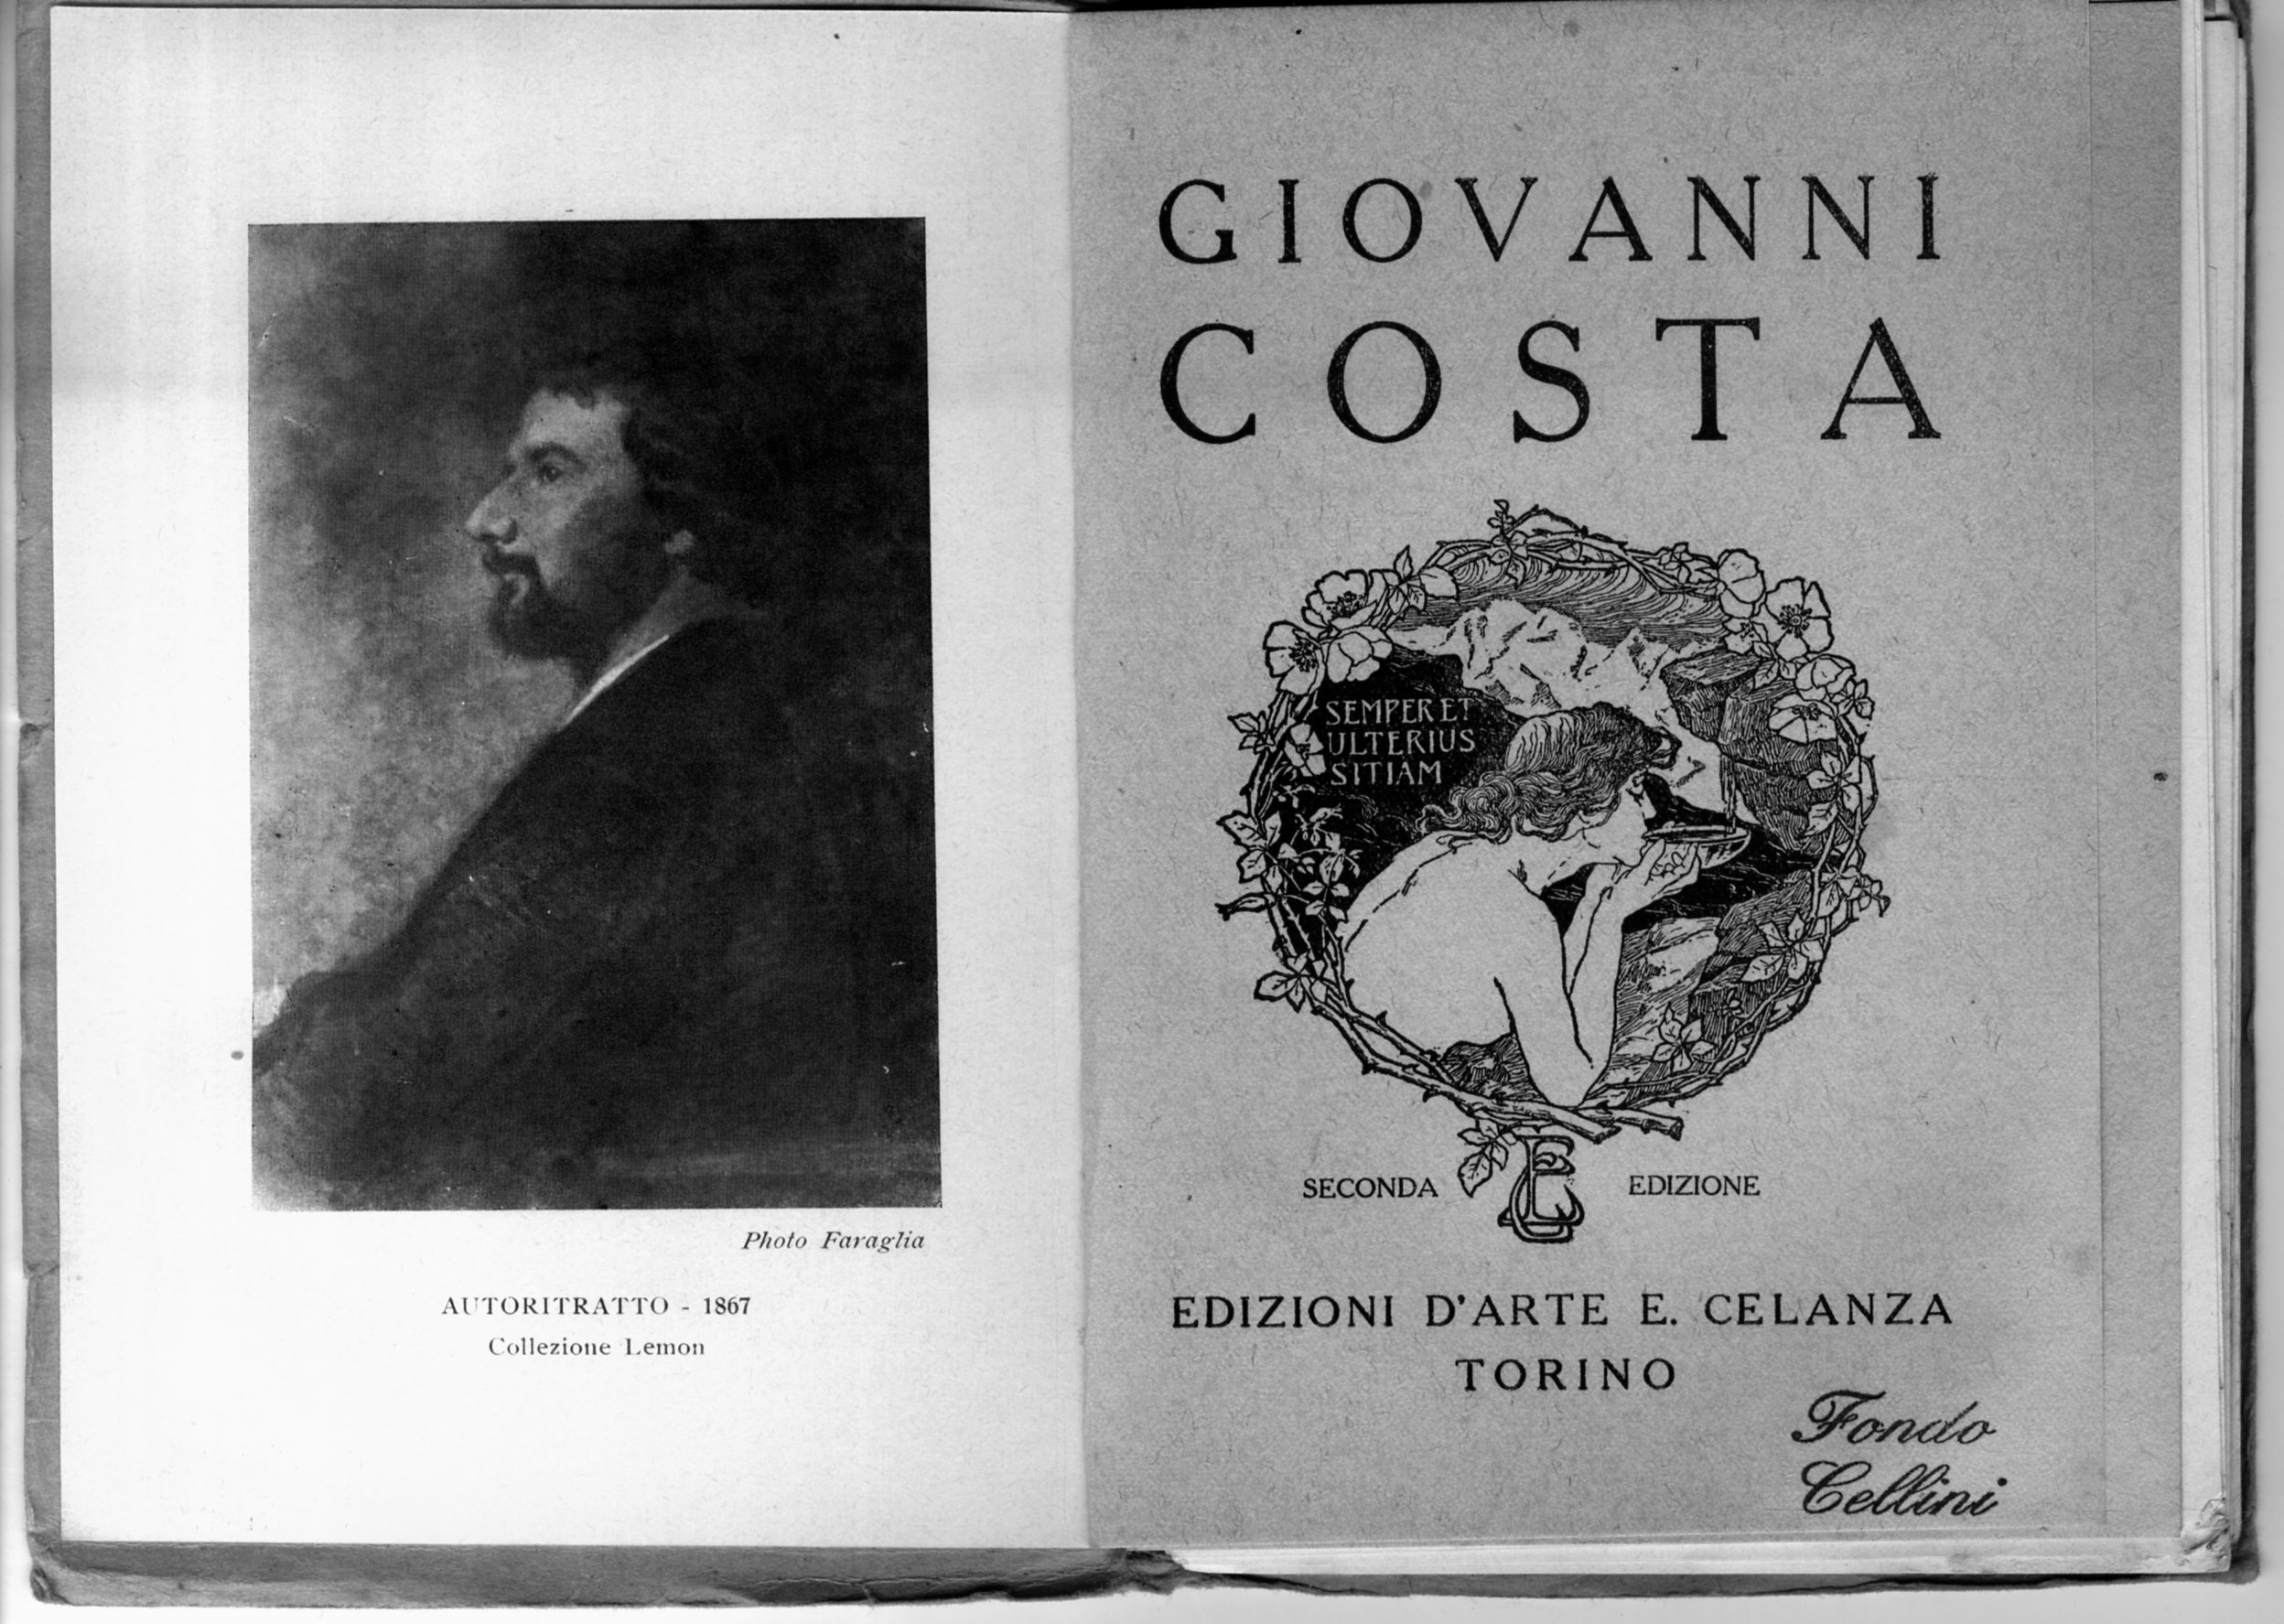 Photo Faraglia
AUTORITRATTO - 1867
Collezione Lemon
GIOVANNI
COSTA
SEMPER ET
ULTERIUS
SITIAM
SECONDA EDIZIONE
EDIZIONI D'ARTE E. CELANZA
TORINO
Fondo
Cellini